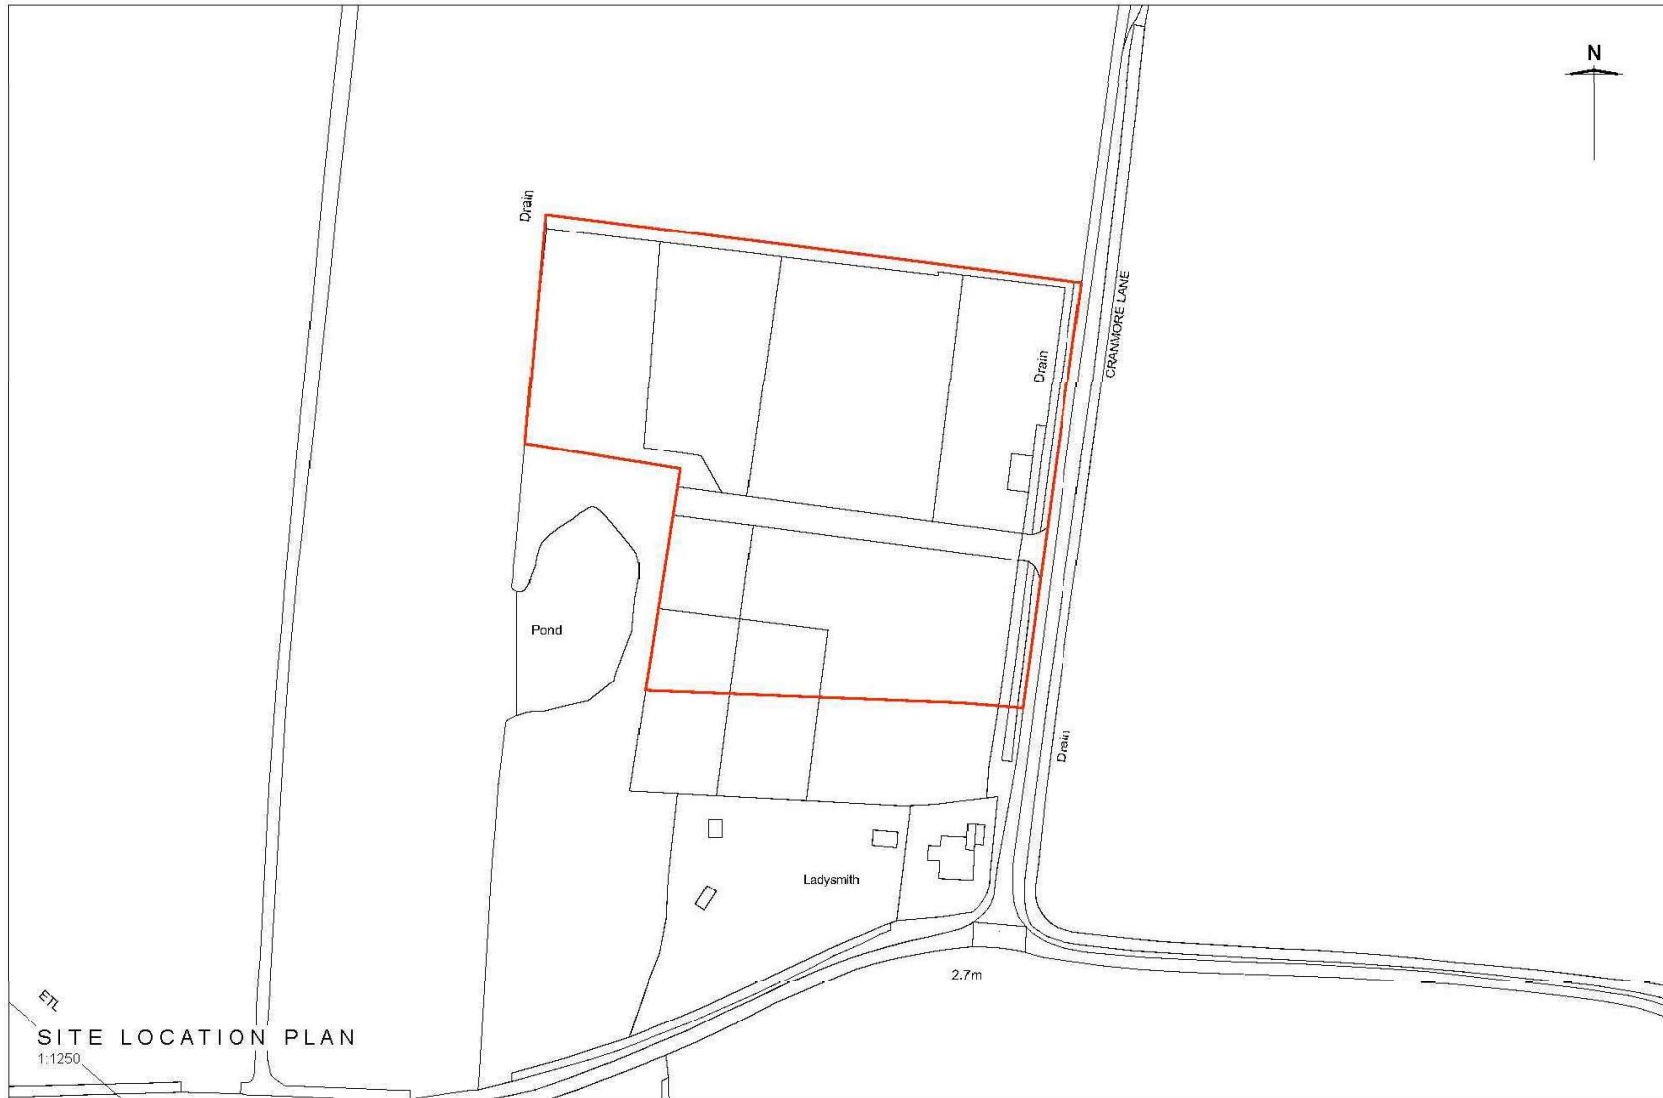 N
Drain
CRANMORE LANE
Drain
Pond
Drain
Ladysmith
2.7m
ETL
SITE LOCATION PLAN
1:1250